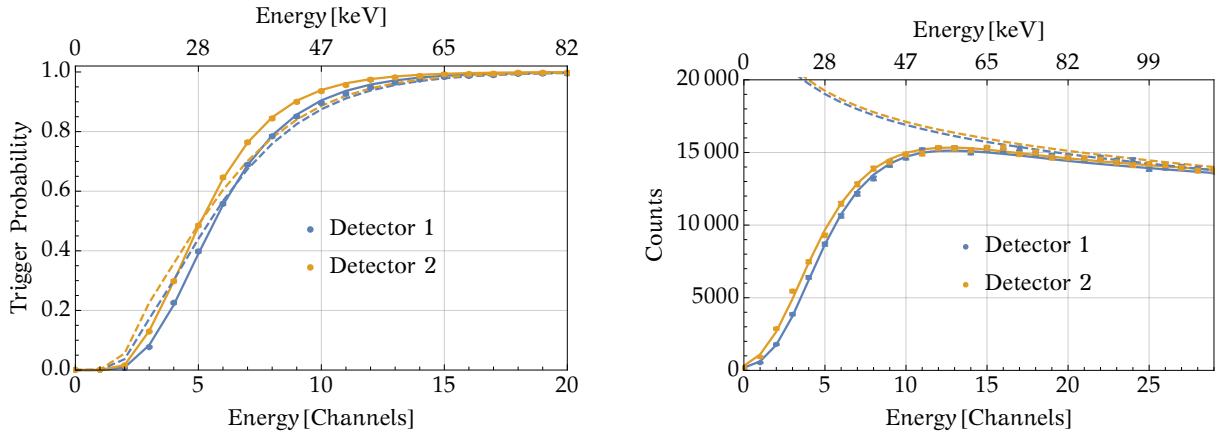 Energy [keV]
0 28 47 65 82
1.0
0.8
0.6
0.4
0.2
0.0
Trigger Probability
Detector 1
Detector 2
0 5 10 15 20
Energy [Channels]
Energy [keV]
0 28 47 65 82 99
20 000
15 000
10 000
5000
0
Counts
Detector 1
Detector 2
0 5 10 15 20 25
Energy [Channels]